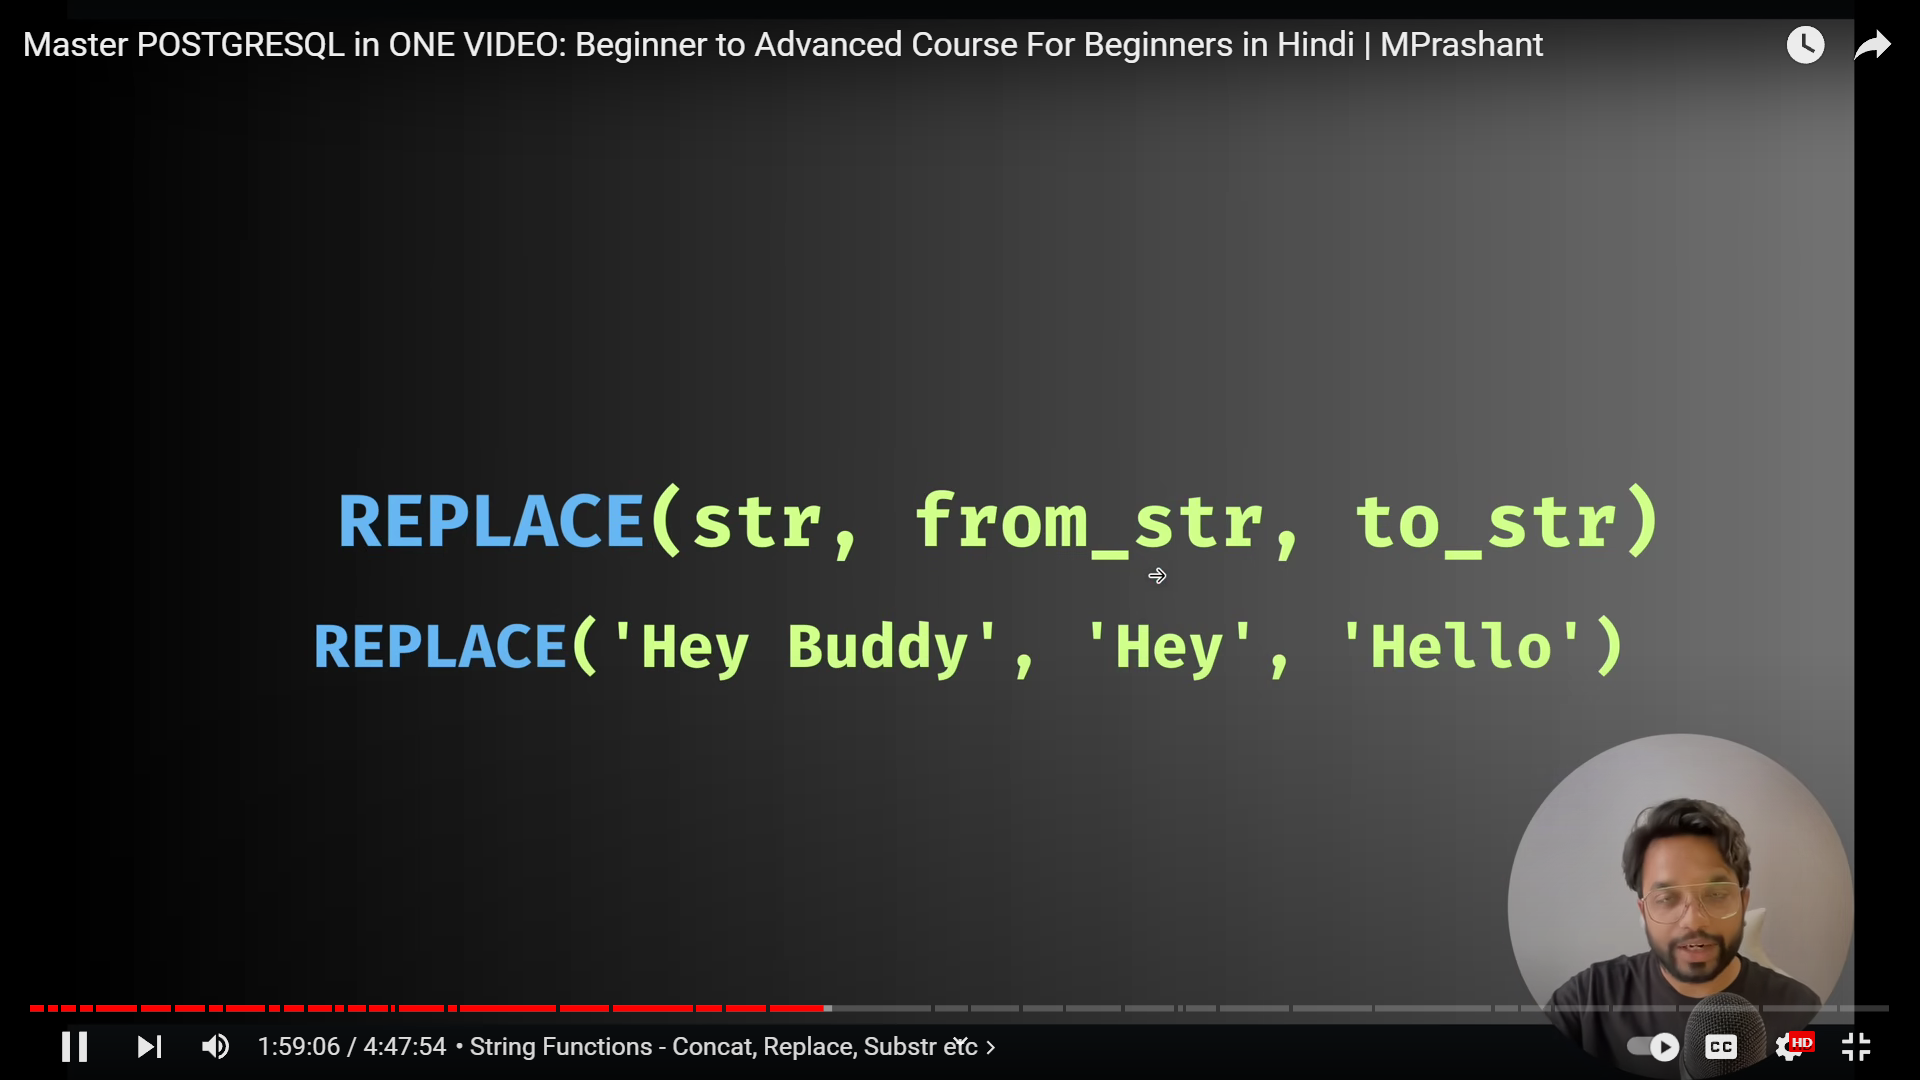 Master POSTGRESQL in ONE VIDEO: Beginner to Advanced Course For Beginners in Hindi | MPrashant
REPLACE(str, from_str, to_str)
REPLACE('Hey Buddy', 'Hey', 'Hello')
1:59:06 / 4:47:54 • String Functions - Concat, Replace, Substr etc
CC
HD